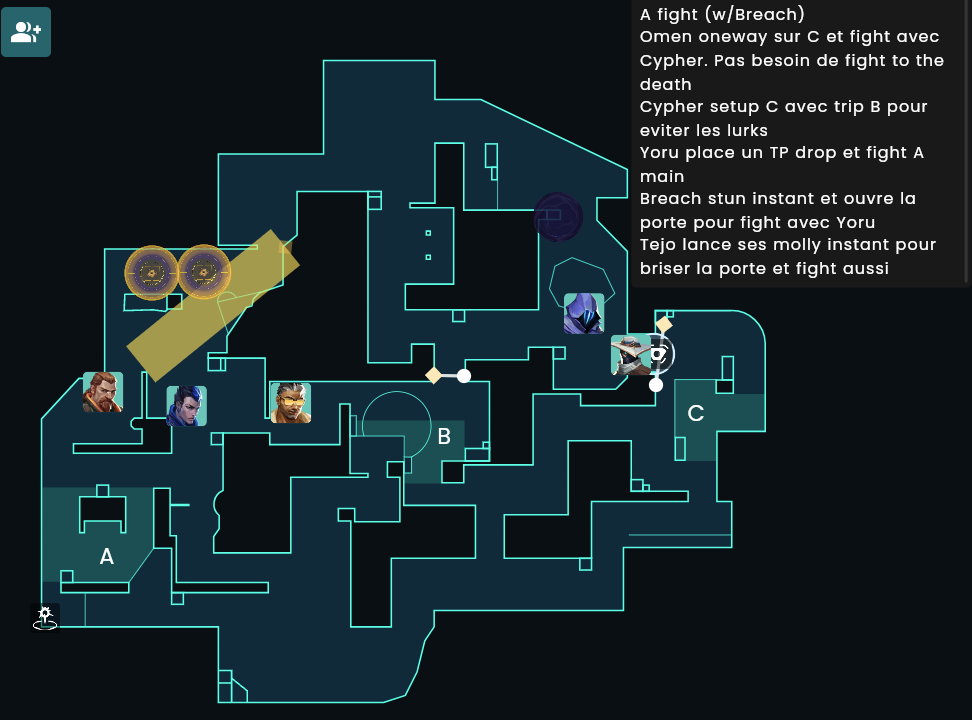 A fight (w/Breach)
Omen oneway sur C et fight avec
Cypher. Pas besoin de fight to the
death
Cypher setup C avec trip B pour
eviter les lurks
Yoru place un TP drop et fight A
main
Breach stun instant et ouvre la
porte pour fight avec Yoru
Tejo lance ses molly instant pour
briser la porte et fight aussi
C
B
A